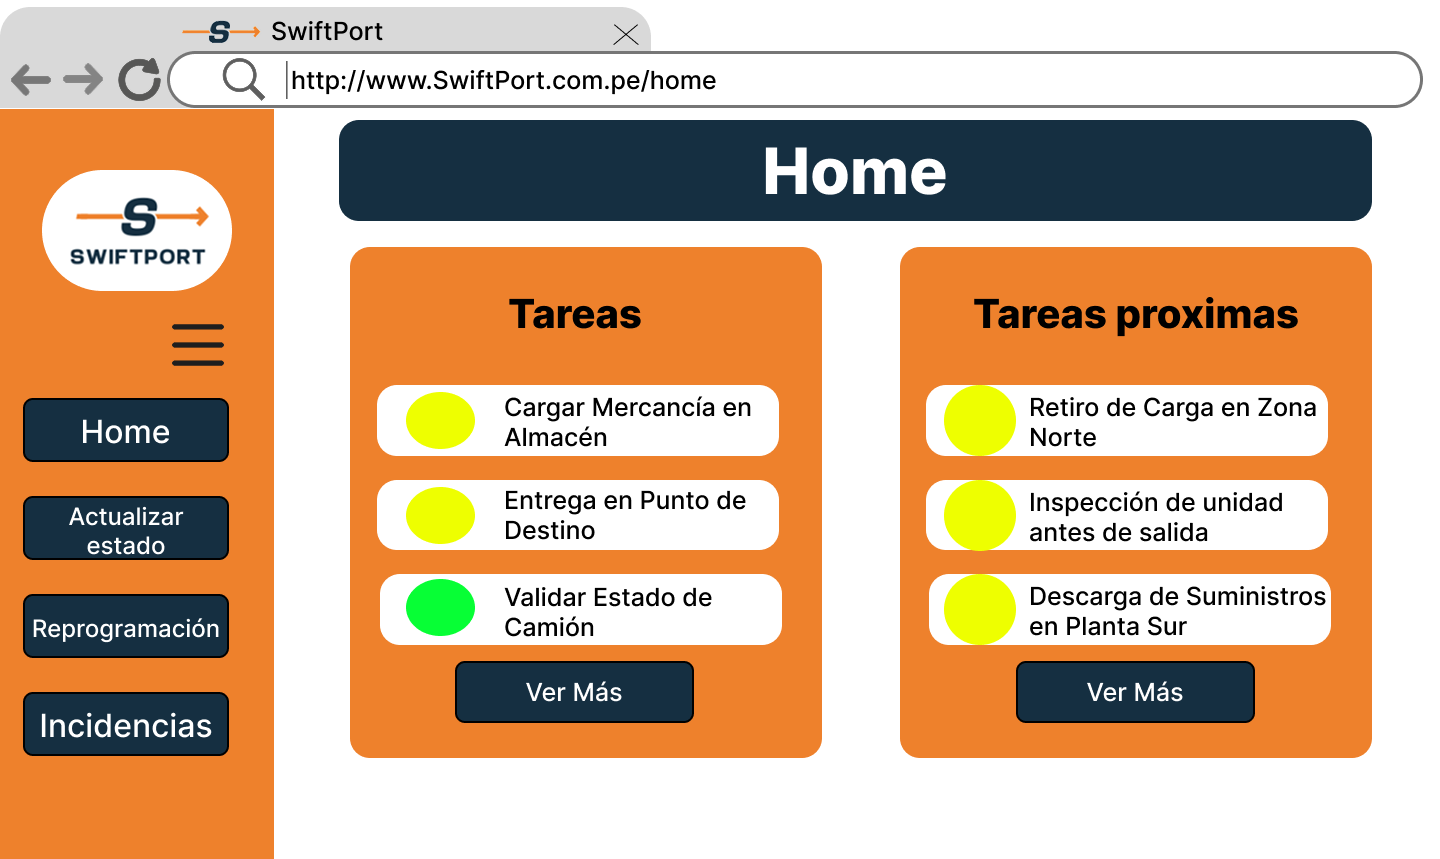 SwiftPort
http://www.SwiftPort.com.pe/home
S
SWIFTPORT
Home
Actualizar
estado
Reprogramación
Incidencias
Home
Tareas
Cargar Mercancía en
Almacén
Entrega en Punto de
Destino
Validar Estado de
Camión
Ver Más
Tareas proximas
Retiro de Carga en Zona
Norte
Inspección de unidad
antes de salida
Descarga de Suministros
en Planta Sur
Ver Más